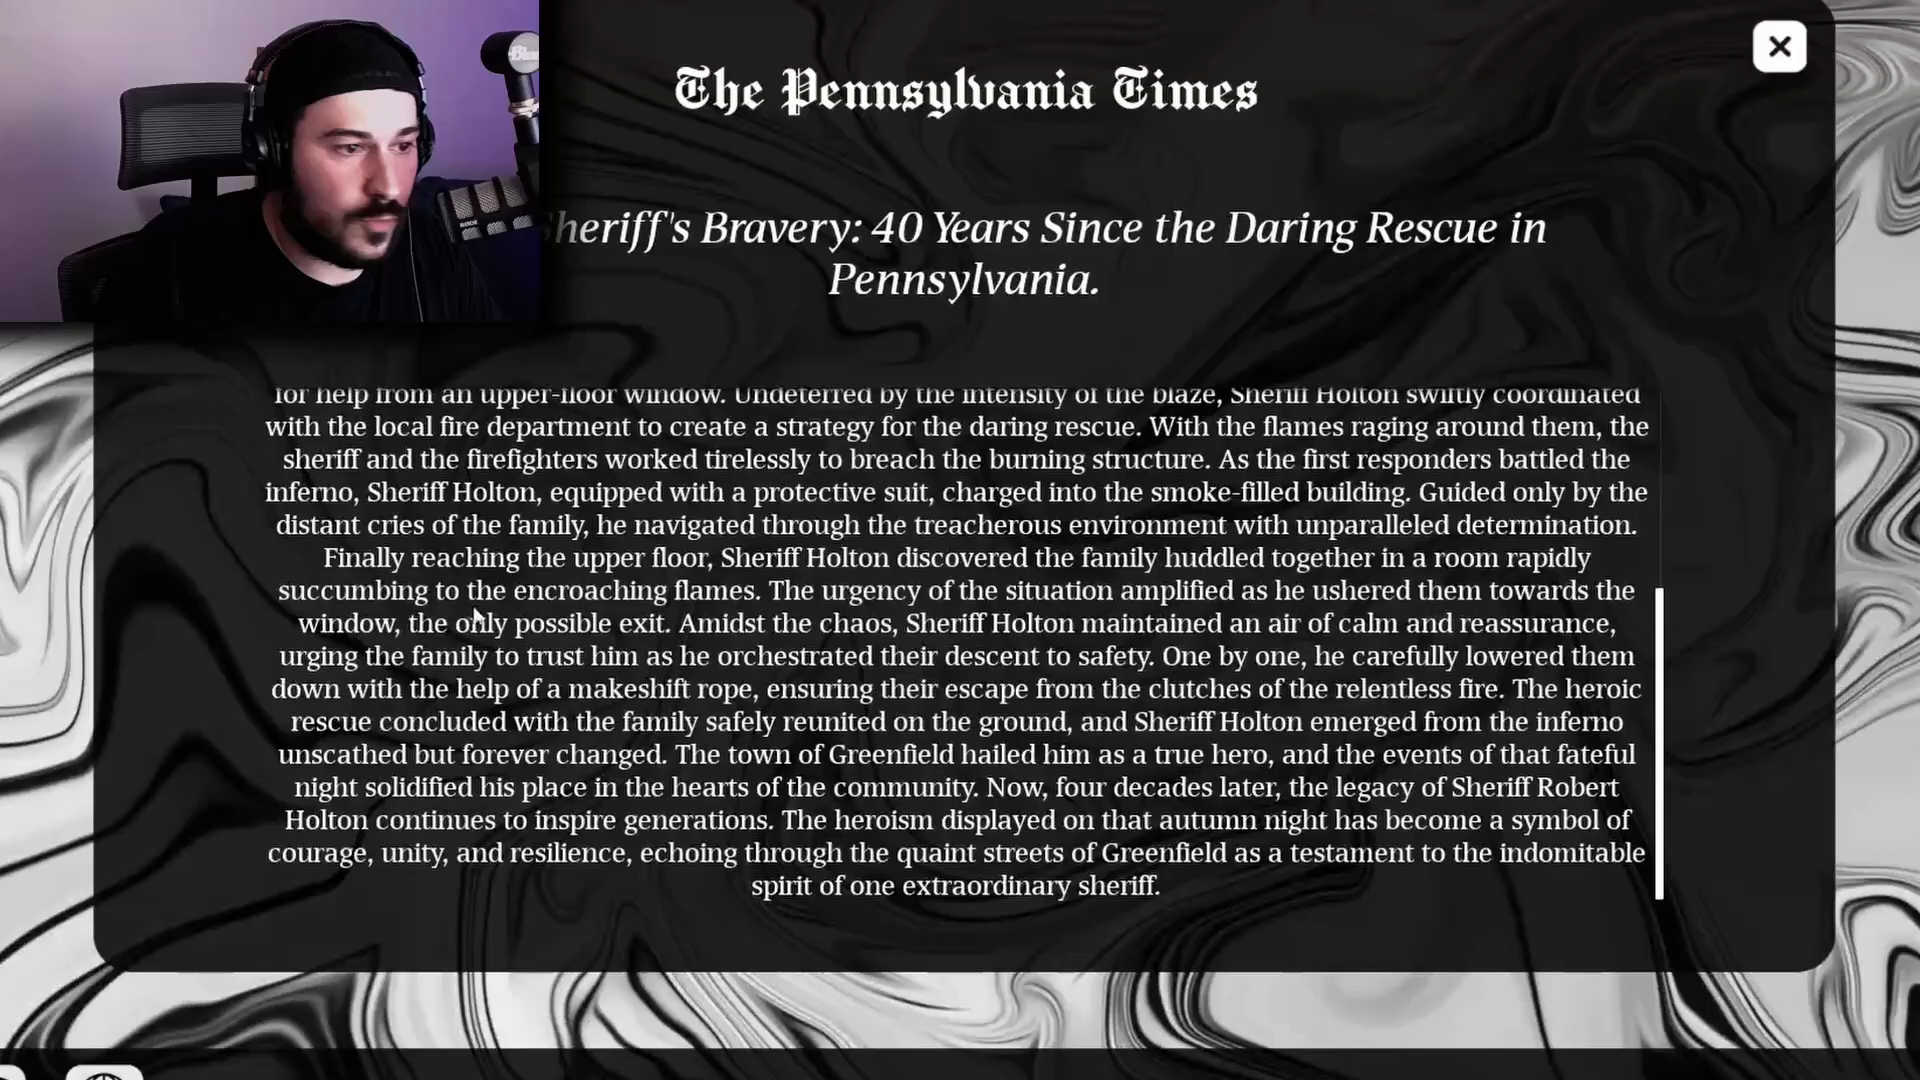 The Pennsylvania Times
Sheriff's Bravery: 40 Years Since the Daring Rescue in
Pennsylvania.
for help from an upper-floor window. Undeterred by the intensity of the blaze, Sheriff Holton swiftly coordinated
with the local fire department to create a strategy for the daring rescue. With the flames raging around them, the
sheriff and the firefighters worked tirelessly to breach the burning structure. As the first responders battled the
inferno, Sheriff Holton, equipped with a protective suit, charged into the smoke-filled building. Guided only by the
distant cries of the family, he navigated through the treacherous environment with unparalleled determination.
Finally reaching the upper floor, Sheriff Holton discovered the family huddled together in a room rapidly
succumbing to the encroaching flames. The urgency of the situation amplified as he ushered them towards the
window, the only possible exit. Amidst the chaos, Sheriff Holton maintained an air of calm and reassurance,
urging the family to trust him as he orchestrated their descent to safety. One by one, he carefully lowered them
down with the help of a makeshift rope, ensuring their escape from the clutches of the relentless fire. The heroic
rescue concluded with the family safely reunited on the ground, and Sheriff Holton emerged from the inferno
unscathed but forever changed. The town of Greenfield hailed him as a true hero, and the events of that fateful
night solidified his place in the hearts of the community. Now, four decades later, the legacy of Sheriff Robert
Holton continues to inspire generations. The heroism displayed on that autumn night has become a symbol of
courage, unity, and resilience, echoing through the quaint streets of Greenfield as a testament to the indomitable
spirit of one extraordinary sheriff.